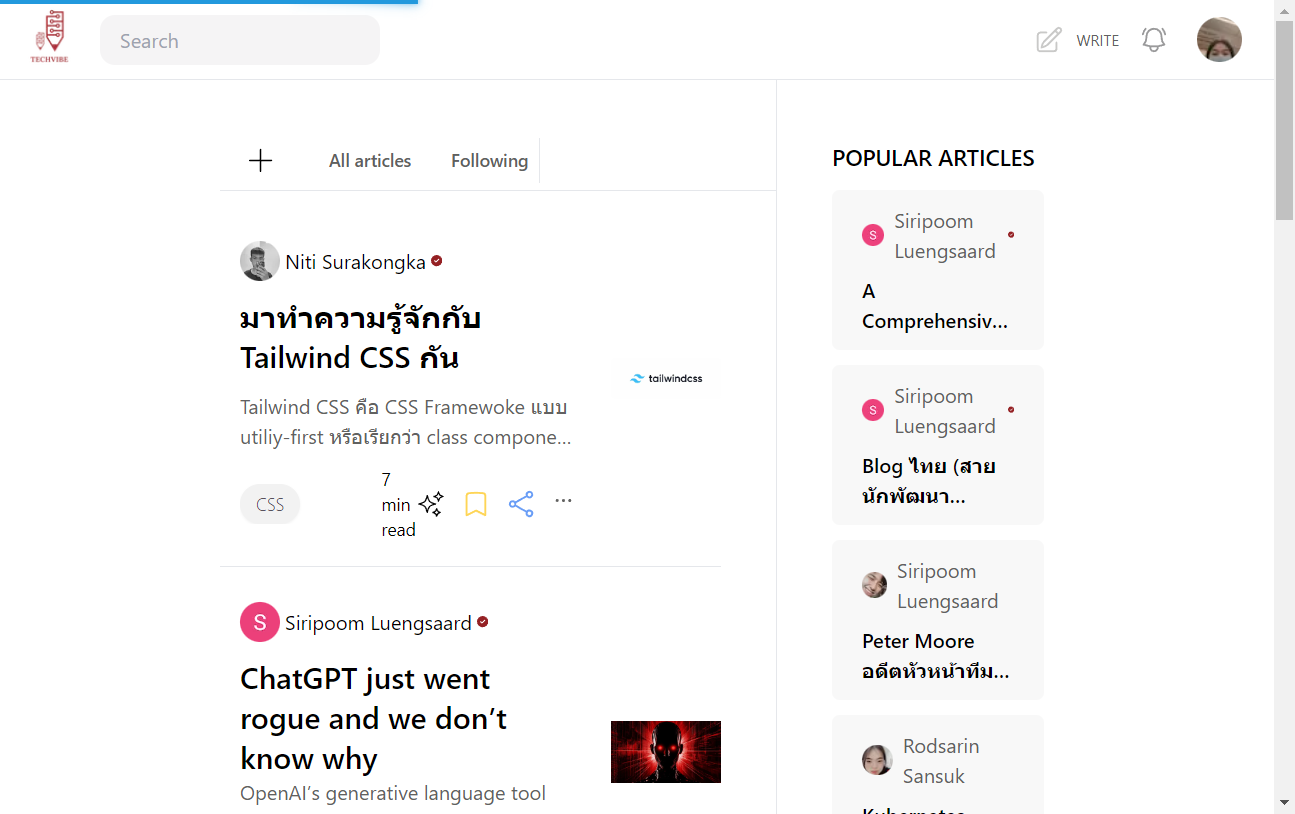 TECHVIBE
Search
WRITE
All articles
Following
Niti Surakongka
มาทำความรู้จักกับ
Tailwind CSS กัน
Tailwind CSS คือ CSS Framewoke แบบ
utiliy-first หรือเรียกว่า class compone...
tailwindcss
CSS
7
min
read
S
Siripoom Luengsaard
ChatGPT just went
rogue and we don’t
know why
OpenAI’s generative language tool
POPULAR ARTICLES
S
Siripoom
Luengsaard
A
Comprehensiv...
S
Siripoom
Luengsaard
Blog ไทย (สาย
นักพัฒนา...
Siripoom
Luengsaard
Peter Moore
อดีตหัวหน้าทีม...
Rodsarin
Sansuk
Kubernetes